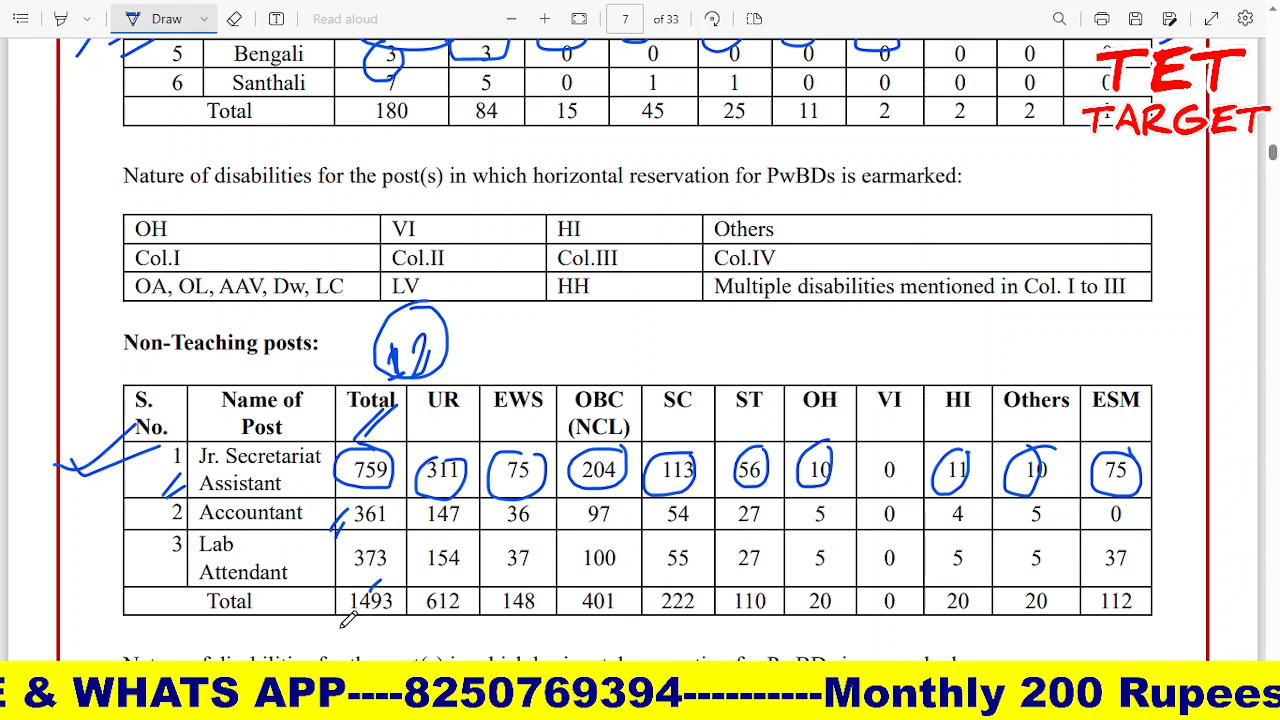 Draw
Read aloud
7 of 33
TET
TARGET
5 Bengali 3 3 0 0 0 0 0 0 0
6 Santhali 7 5 0 1 1 0 0 0 0
Total 180 84 15 45 25 11 2 2 2
Nature of disabilities for the post(s) in which horizontal reservation for PwBDs is earmarked:
OH VI HI Others
Col.I Col.II Col.III Col.IV
OA, OL, AAV, Dw, LC LV HH Multiple disabilities mentioned in Col. I to III
12
Non-Teaching posts:
S. No. Name of Post Total UR EWS OBC (NCL) SC ST OH VI HI Others ESM
1 Jr. Secretariat Assistant 759 311 75 204 113 56 10 0 11 10 75
2 Accountant 361 147 36 97 54 27 5 0 4 5 0
3 Lab Attendant 373 154 37 100 55 27 5 0 5 5 37
Total 1493 612 148 401 222 110 20 0 20 20 112
E & WHATS APP----8250769394----------Monthly 200 Rupees